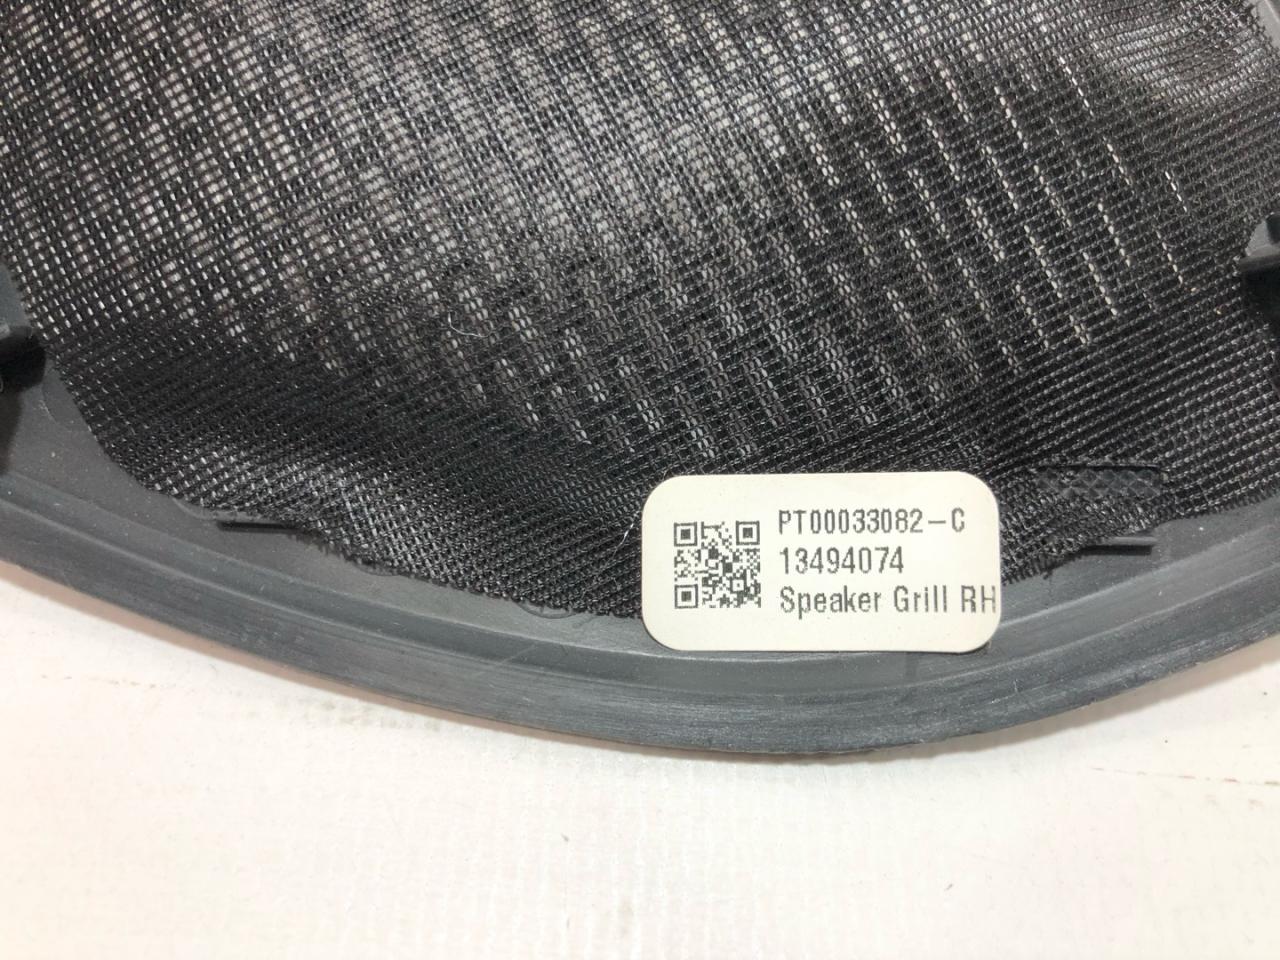 PT00033082-C
13494074
Speaker Grill RH